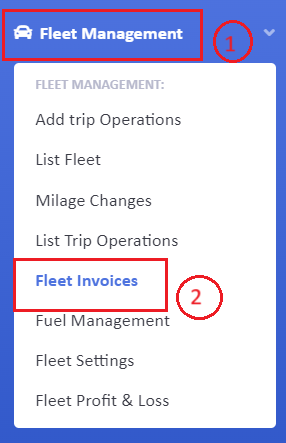 Fleet Management
1
FLEET MANAGEMENT:
Add trip Operations
List Fleet
Milage Changes
List Trip Operations
Fleet Invoices
2
Fuel Management
Fleet Settings
Fleet Profit & Loss